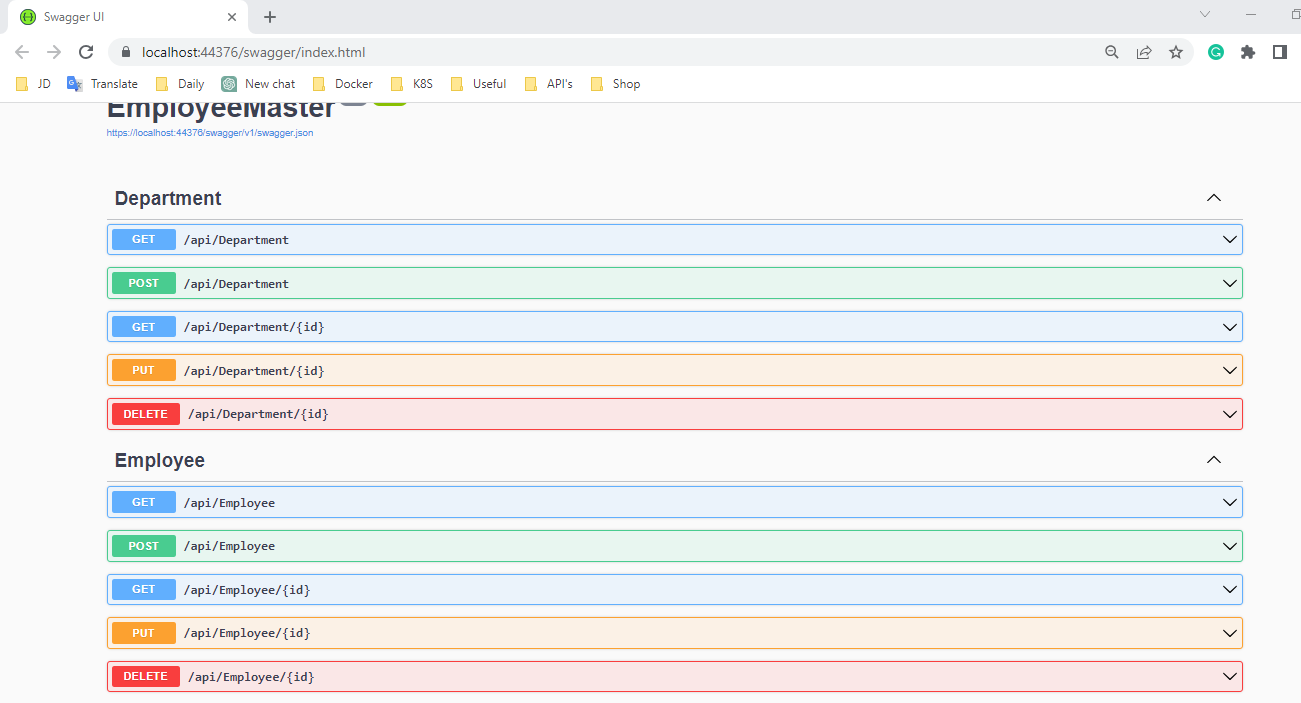 Swagger UI
localhost:44376/swagger/index.html
JD Translate Daily New chat Docker K8S Useful API's Shop
EmployeeMaster
https://localhost:44376/swagger/v1/swagger.json
Department
GET /api/Department
POST /api/Department
GET /api/Department/{id}
PUT /api/Department/{id}
DELETE /api/Department/{id}
Employee
GET /api/Employee
POST /api/Employee
GET /api/Employee/{id}
PUT /api/Employee/{id}
DELETE /api/Employee/{id}